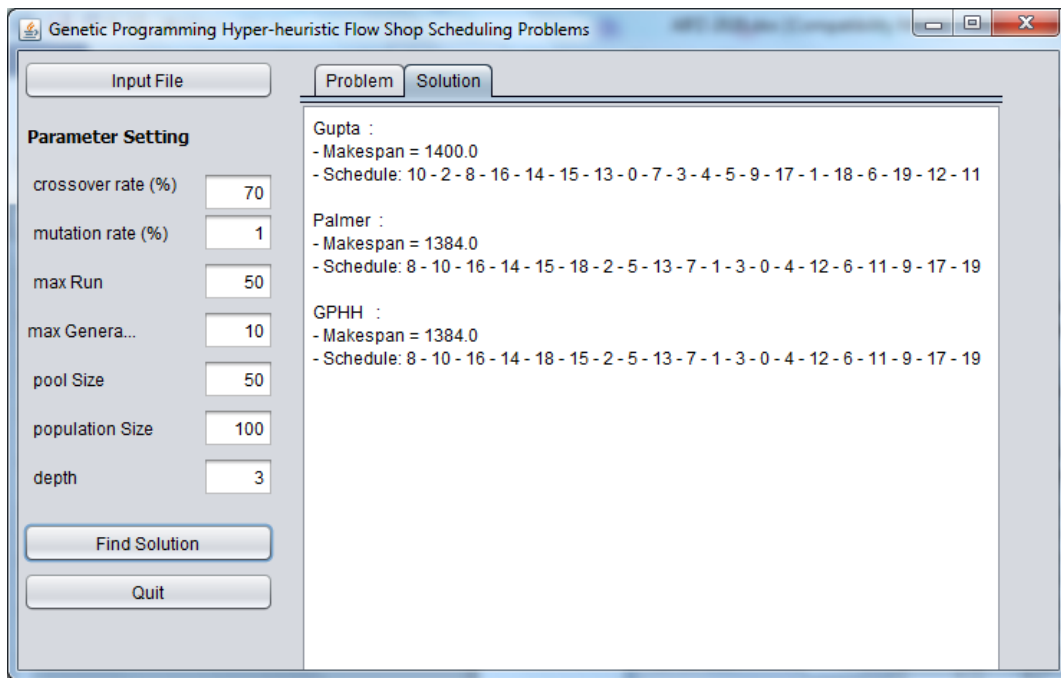 Genetic Programming Hyper-heuristic Flow Shop Scheduling Problems
Input File
Parameter Setting
crossover rate (%) 70
mutation rate (%) 1
max Run 50
max Genera... 10
pool Size 50
population Size 100
depth 3
Find Solution
Quit
Problem Solution
Gupta :
- Makespan = 1400.0
- Schedule: 10 - 2 - 8 - 16 - 14 - 15 - 13 - 0 - 7 - 3 - 4 - 5 - 9 - 17 - 1 - 18 - 6 - 19 - 12 - 11
Palmer :
- Makespan = 1384.0
- Schedule: 8 - 10 - 16 - 14 - 15 - 18 - 2 - 5 - 13 - 7 - 1 - 3 - 0 - 4 - 12 - 6 - 11 - 9 - 17 - 19
GPHH :
- Makespan = 1384.0
- Schedule: 8 - 10 - 16 - 14 - 18 - 15 - 2 - 5 - 13 - 7 - 1 - 3 - 0 - 4 - 12 - 6 - 11 - 9 - 17 - 19